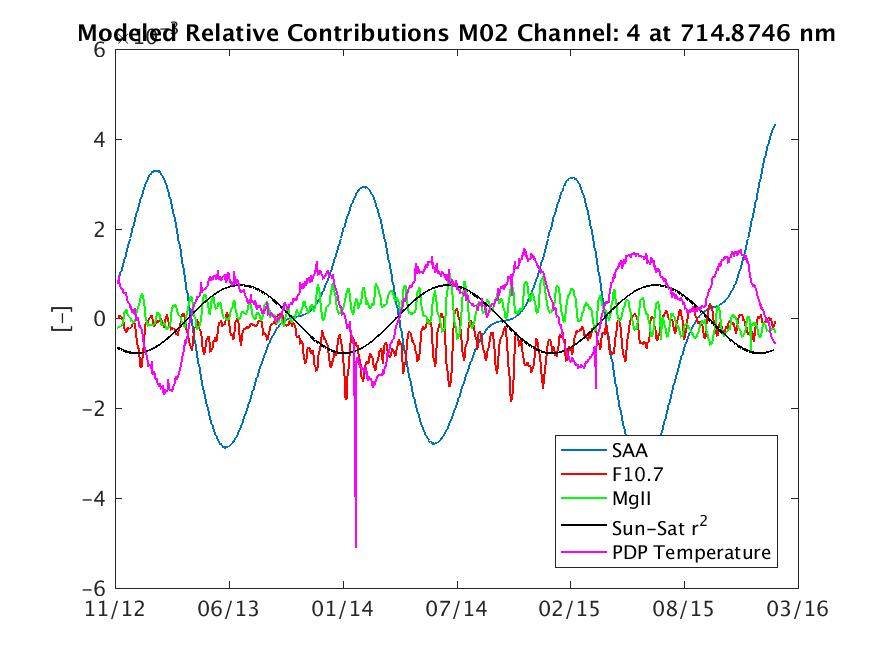 Modeled Relative Contributions M02 Channel: 4 at 714.8746 nm
×10⁻³
6
4
2
0
-2
-4
-6
[-]
SAA
F10.7
MgII
Sun-Sat r²
PDP Temperature
11/12 06/13 01/14 07/14 02/15 08/15 03/16